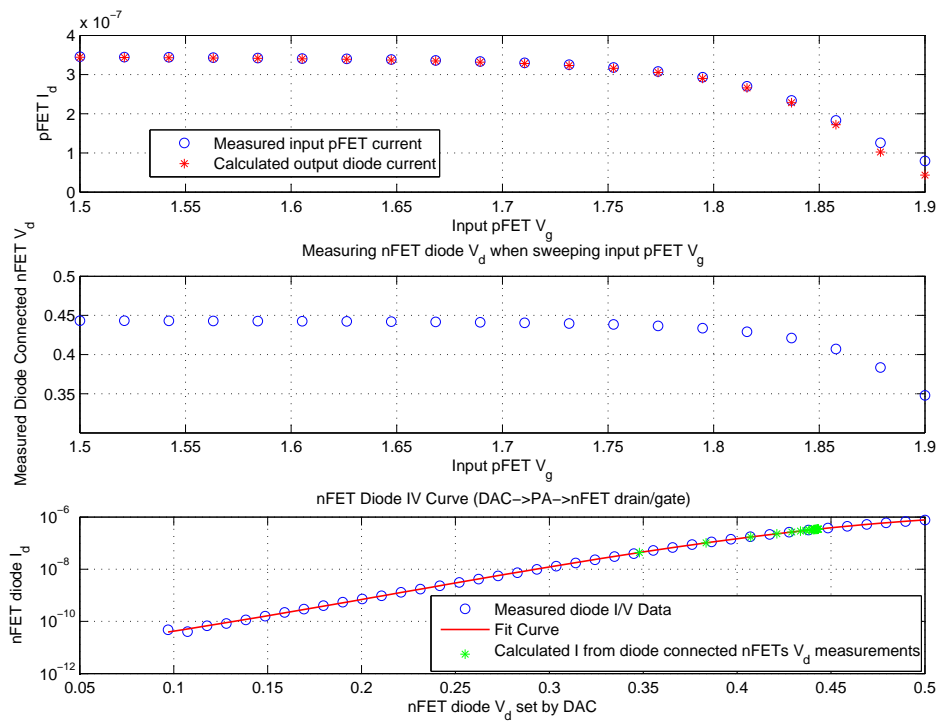 x 10^-7
4
3
2
1
0
pFET I_d
Measured input pFET current
Calculated output diode current
1.5
1.55
1.6
1.65
1.7
1.75
1.8
1.85
1.9
Input pFET V_g
Measuring nFET diode V_d when sweeping input pFET V_g
Measured Diode Connected nFET V_d
0.5
0.45
0.4
0.35
1.5
1.55
1.6
1.65
1.7
1.75
1.8
1.85
1.9
Input pFET V_g
nFET Diode IV Curve (DAC->PA->nFET drain/gate)
nFET diode I_d
10^-6
10^-8
10^-10
10^-12
Measured diode I/V Data
Fit Curve
Calculated I from diode connected nFETs V_d measurements
0.05
0.1
0.15
0.2
0.25
0.3
0.35
0.4
0.45
0.5
nFET diode V_d set by DAC